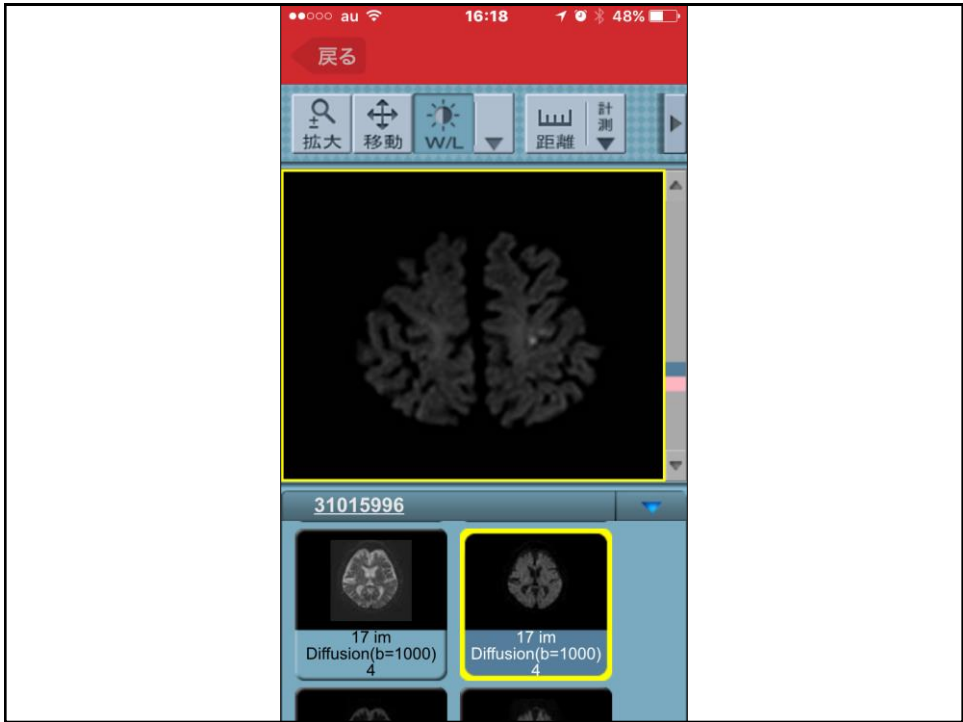 au 16:18 48%
戻る
拡大 移動 W/L 距離 計測
31015996
17 im
Diffusion(b=1000)
4
17 im
Diffusion(b=1000)
4